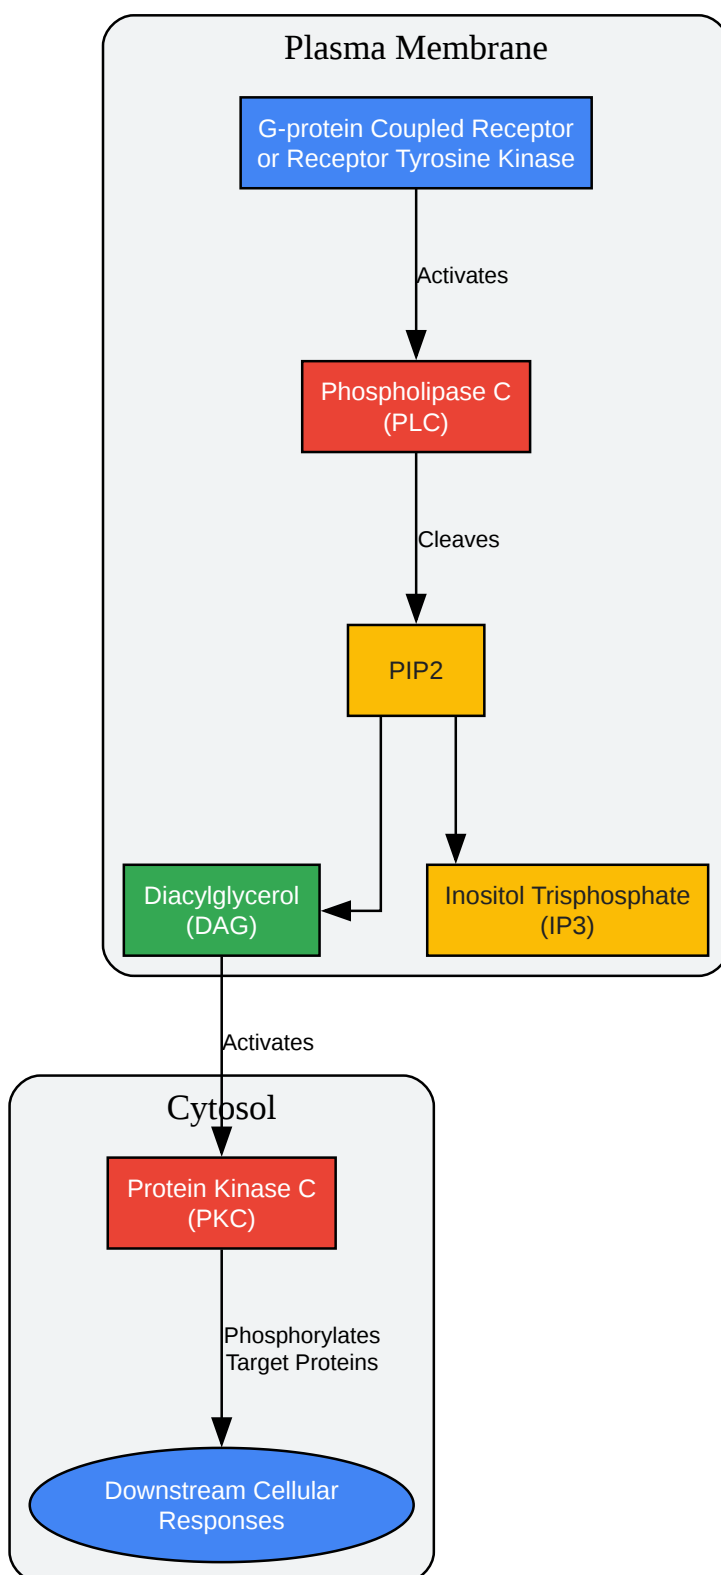 Plasma Membrane
G-protein Coupled Receptor
or Receptor Tyrosine Kinase
Activates
Phospholipase C
(PLC)
Cleaves
PIP2
Diacylglycerol
(DAG)
Inositol Trisphosphate
(IP3)
Activates
Cytosol
Protein Kinase C
(PKC)
Phosphorylates
Target Proteins
Downstream Cellular
Responses